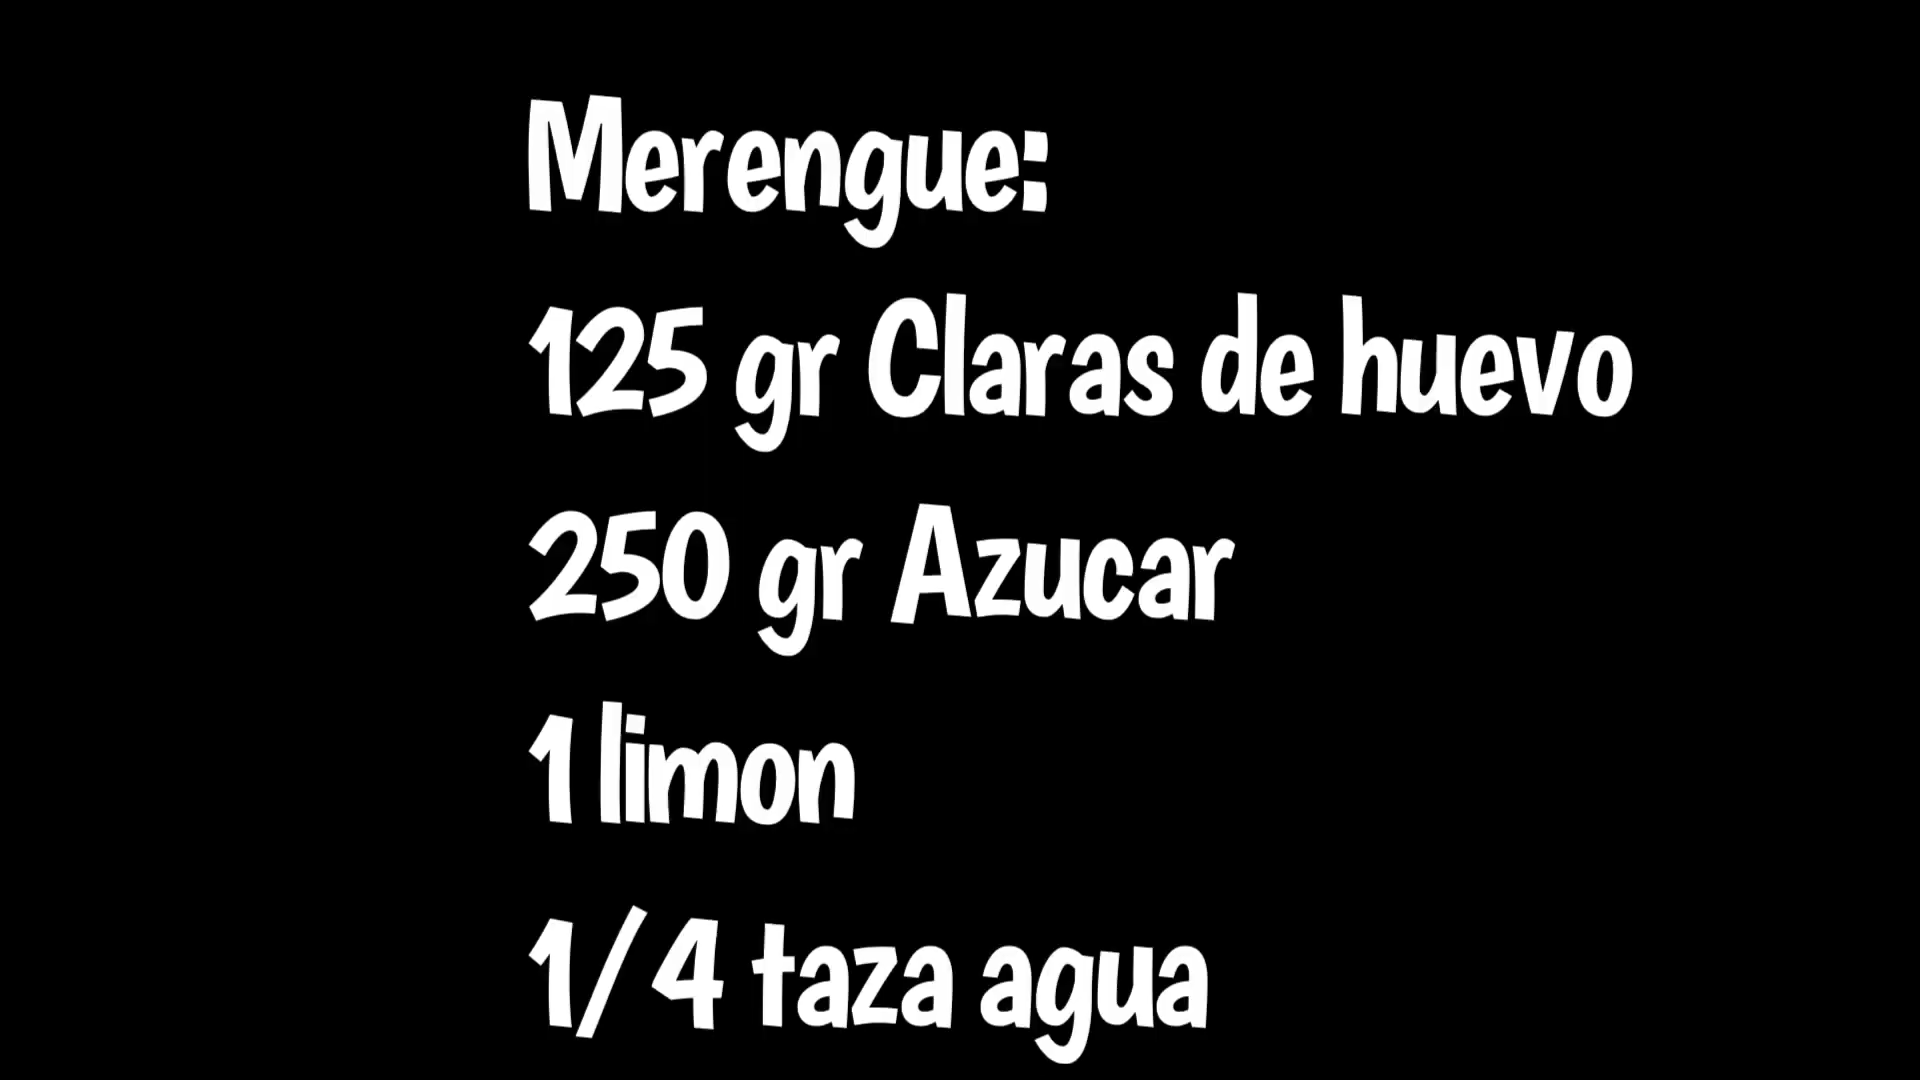 Merengue:
125 gr Claras de huevo
250 gr Azucar
1 limon
1/4 taza agua